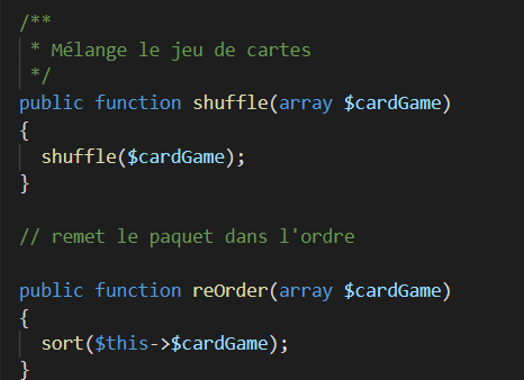 /**
 * Mélange le jeu de cartes
 */
public function shuffle(array $cardGame)
{
  shuffle($cardGame);
}
// remet le paquet dans l'ordre
public function reOrder(array $cardGame)
{
  sort($this->$cardGame);
}